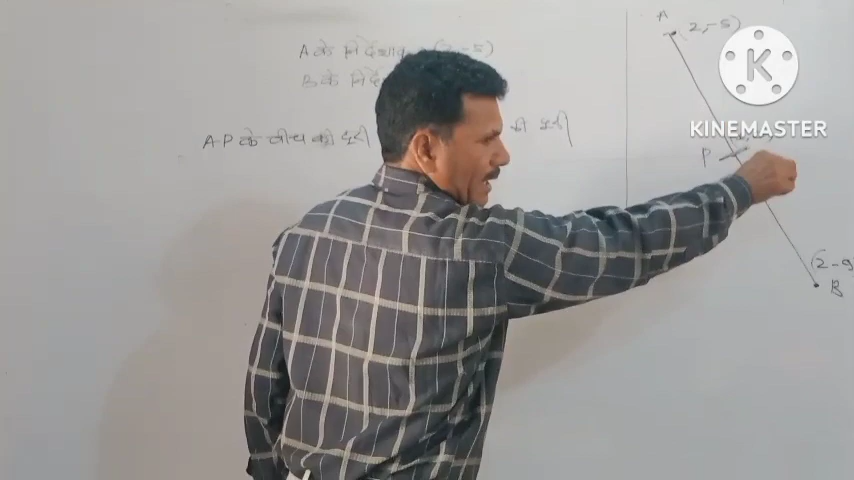 A
(2,-5)
A के निर्देशांक (2,-5)
B के
K
KINEMASTER
A P के बीच की दूरी की दूरी
P
(2-9
B